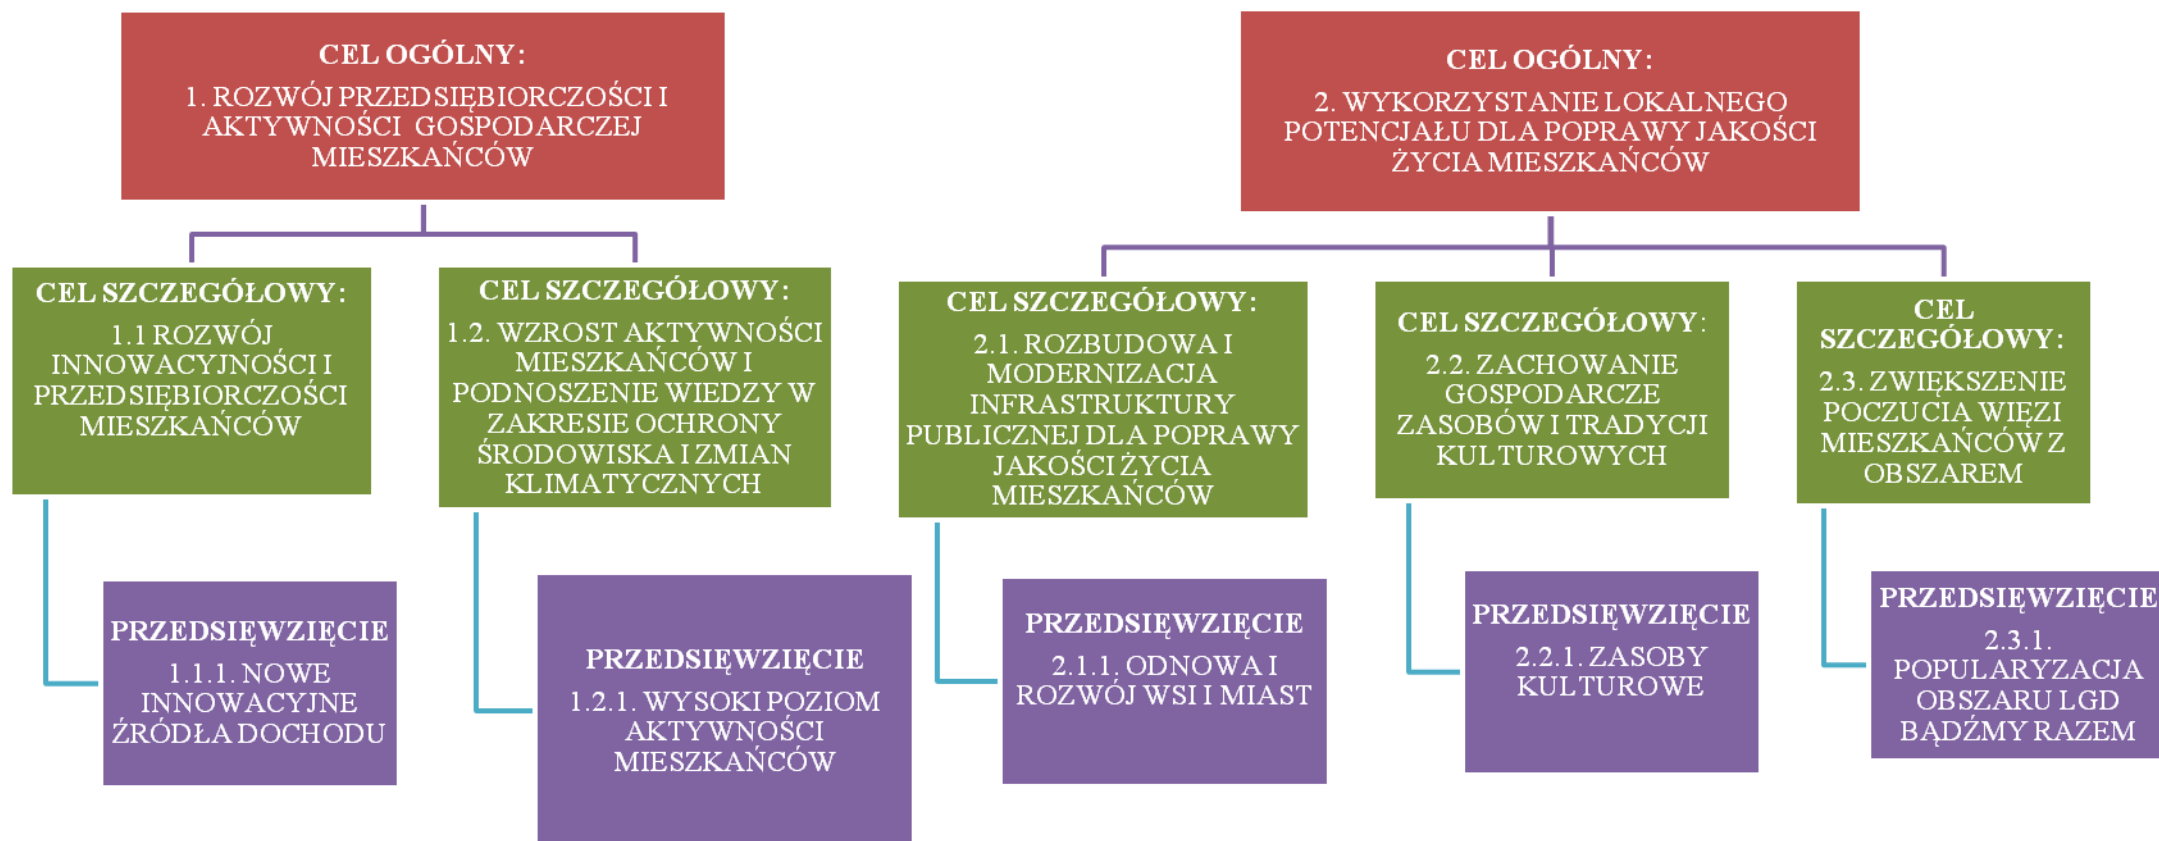 CEL OGÓLNY:
1. ROZWÓJ PRZEDSIĘBIORCZOŚCI I
AKTYWNOŚCI GOSPODARCZEJ
MIESZKAŃCÓW
CEL OGÓLNY:
2. WYKORZYSTANIE LOKALNEGO
POTENCJAŁU DLA POPRAWY JAKOŚCI
ŻYCIA MIESZKAŃCÓW
CEL SZCZEGÓŁOWY:
1.1 ROZWÓJ
INNOWACYJNOŚCI I
PRZEDSIĘBIORCZOŚCI
MIESZKAŃCÓW
CEL SZCZEGÓŁOWY:
1.2. WZROST AKTYWNOŚCI
MIESZKAŃCÓW I
PODNOSZENIE WIEDZY W
ZAKRESIE OCHRONY
ŚRODOWISKA I ZMIAN
KLIMATYCZNYCH
CEL SZCZEGÓŁOWY:
2.1. ROZBUDOWA I
MODERNIZACJA
INFRASTRUKTURY
PUBLICZNEJ DLA POPRAWY
JAKOŚCI ŻYCIA
MIESZKAŃCÓW
CEL SZCZEGÓŁOWY:
2.2. ZACHOWANIE
GOSPODARCZE
ZASOBÓW I TRADYCJI
KULTUROWYCH
CEL
SZCZEGÓŁOWY:
2.3. ZWIĘKSZENIE
POCZUCIA WIĘZI
MIESZKAŃCÓW Z
OBSZAREM
PRZEDSIĘWZIĘCIE
1.1.1. NOWE
INNOWACYJNE
ŹRÓDŁA DOCHODU
PRZEDSIĘWZIĘCIE
1.2.1. WYSOKI POZIOM
AKTYWNOŚCI
MIESZKAŃCÓW
PRZEDSIĘWZIĘCIE
2.1.1. ODNOWA I
ROZWÓJ WSI I MIAST
PRZEDSIĘWZIĘCIE
2.2.1. ZASOBY
KULTUROWE
PRZEDSIĘWZIĘCIE
2.3.1.
POPULARYZACJA
OBSZARU LGD
BĄDŹMY RAZEM